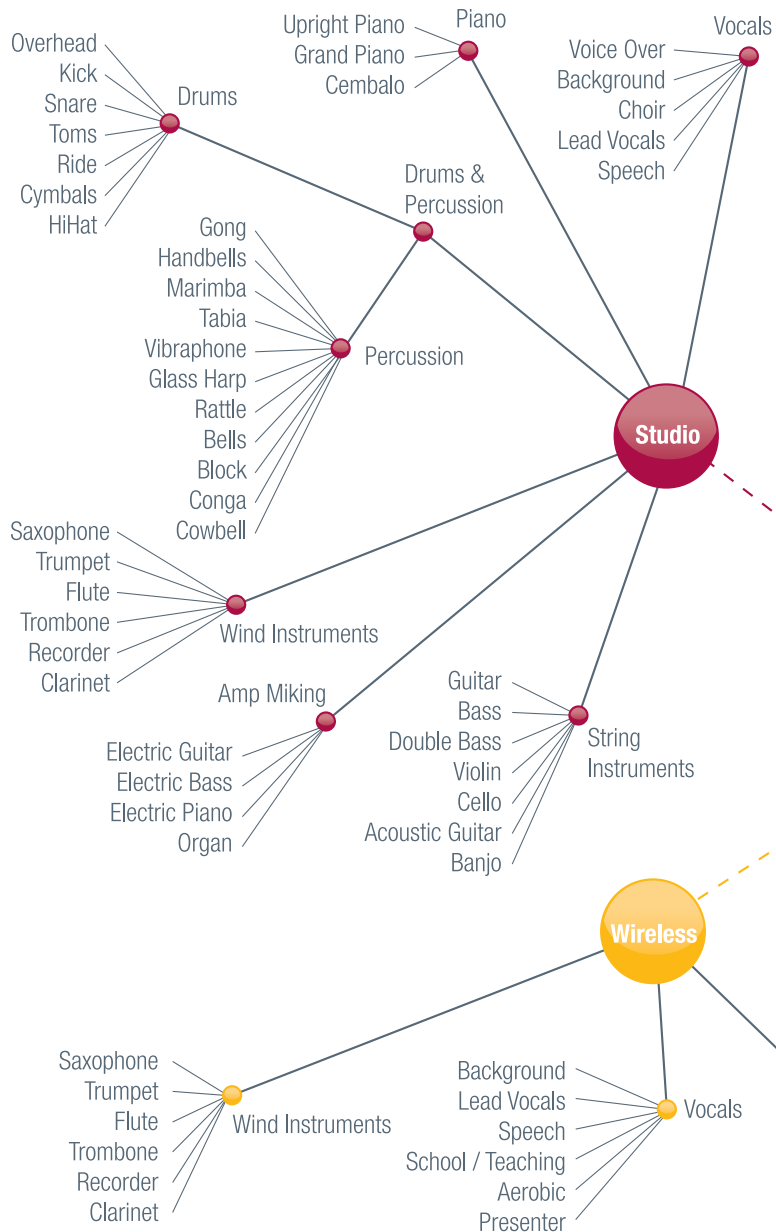 Piano
Upright Piano
Grand Piano
Cembalo
Vocals
Voice Over
Background
Choir
Lead Vocals
Speech
Drums
Overhead
Kick
Snare
Toms
Ride
Cymbals
HiHat
Drums &
Percussion
Gong
Handbells
Marimba
Tabia
Vibraphone
Glass Harp
Rattle
Bells
Block
Conga
Cowbell
Percussion
Studio
Saxophone
Trumpet
Flute
Trombone
Recorder
Clarinet
Wind Instruments
Amp Miking
Electric Guitar
Electric Bass
Electric Piano
Organ
Guitar
Bass
Double Bass
Violin
Cello
Acoustic Guitar
Banjo
String
Instruments
Wireless
Saxophone
Trumpet
Flute
Trombone
Recorder
Clarinet
Wind Instruments
Background
Lead Vocals
Speech
School / Teaching
Aerobic
Presenter
Vocals